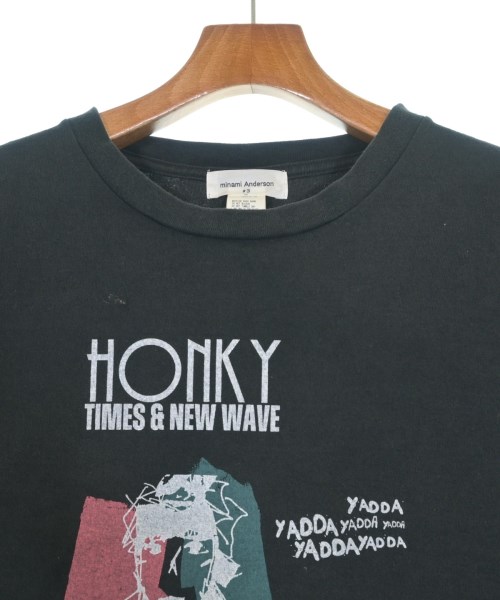 minami Anderson
HONKY
TIMES & NEW WAVE
YADDA
YADDA YADDA YADDA
YADDA YADDA